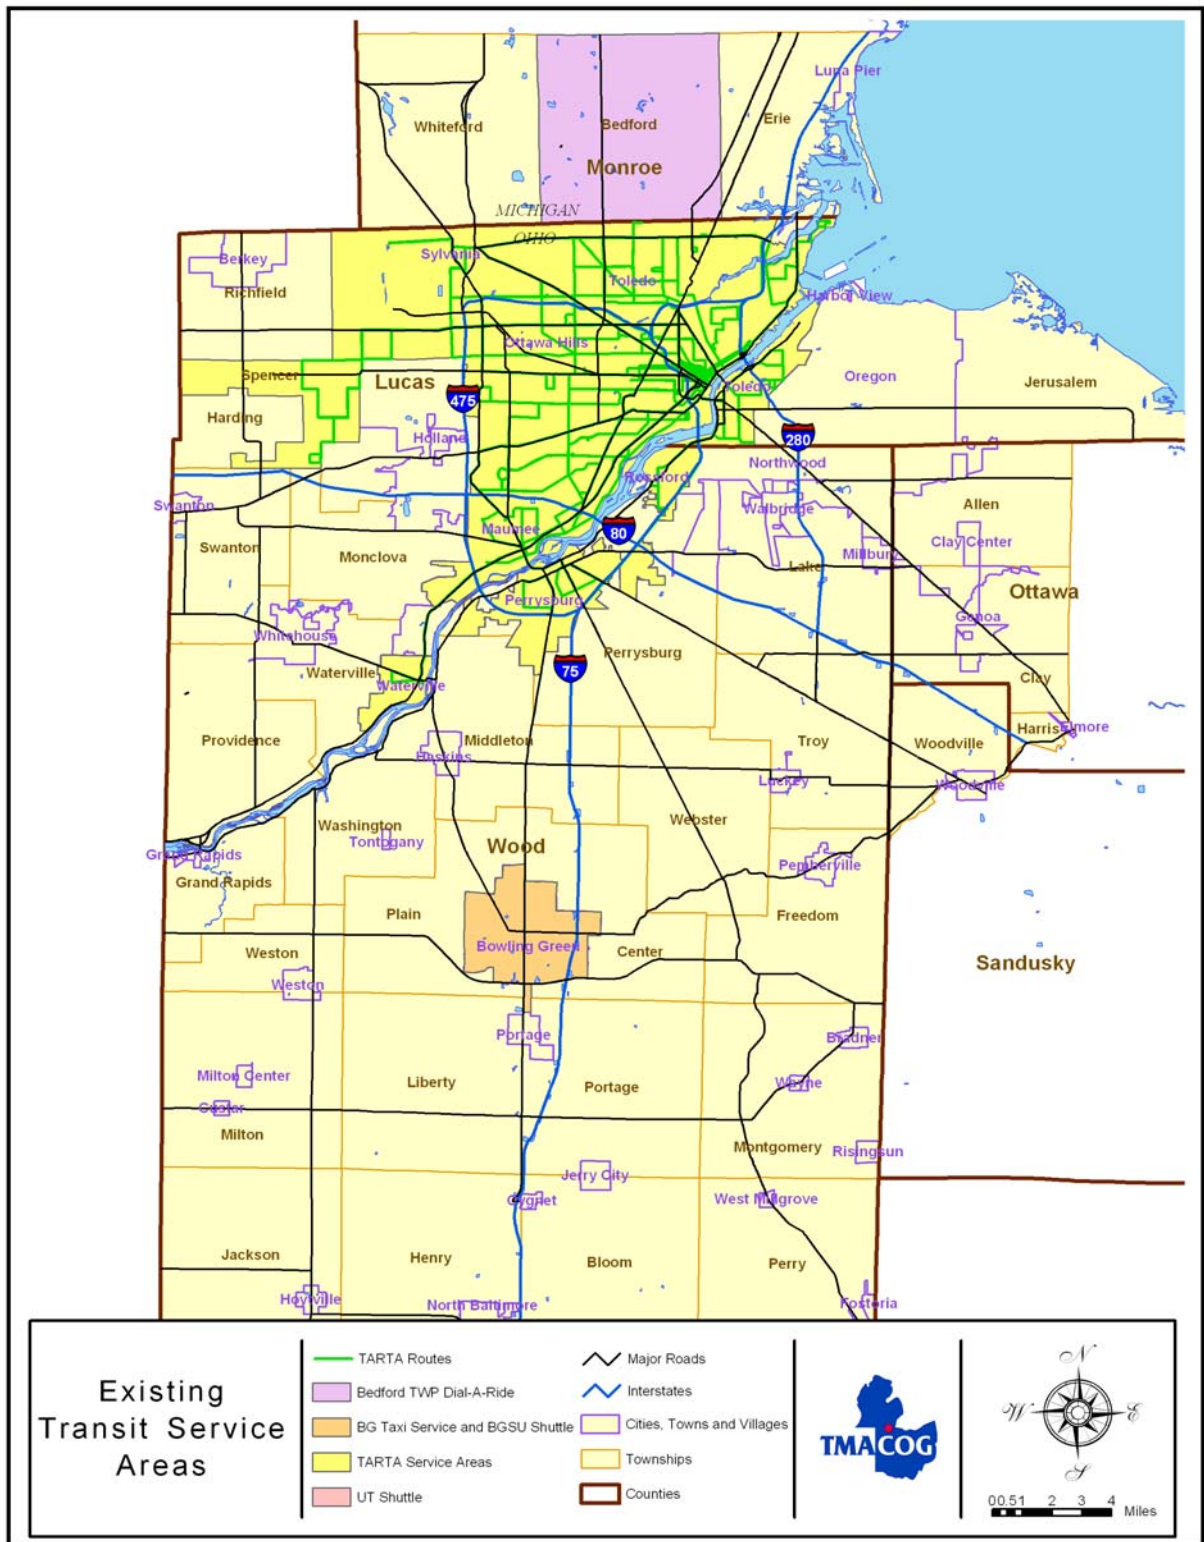 Luna Pier
Whiteford
Bedford
Erie
Monroe
MICHIGAN
OHIO
Sylvania
Berkey
Toledo
Richfield
Harbor View
Ottawa Hills
Spencer
Lucas
Toledo
Oregon
Jerusalem
475
Harding
Holland
280
Northwood
Rossford
Swanton
Walbridge
Allen
Maumee
80
Swanton
Monclova
Millbury
Clay Center
Lake
Ottawa
Perrysburg
Genoa
Whitehouse
Perrysburg
Waterville
75
Clay
Waterville
Harris
Elmore
Providence
Middleton
Troy
Woodville
Haskins
Luckey
Woodville
Washington
Webster
Tontogany
Wood
Grand Rapids
Pemberville
Grand Rapids
Plain
Freedom
Bowling Green
Center
Weston
Sandusky
Weston
Portage
Bradner
Milton Center
Liberty
Portage
Wayne
Custar
Milton
Montgomery
Risingsun
Jerry City
Cygnet
West Millgrove
Jackson
Henry
Bloom
Perry
Hoytville
North Baltimore
Fostoria
Existing
Transit Service
Areas
TARTA Routes
Bedford TWP Dial-A-Ride
BG Taxi Service and BGSU Shuttle
TARTA Service Areas
UT Shuttle
Major Roads
Interstates
Cities, Towns and Villages
Townships
Counties
TMACOG
N
W
E
S
00.51 2 3 4
Miles